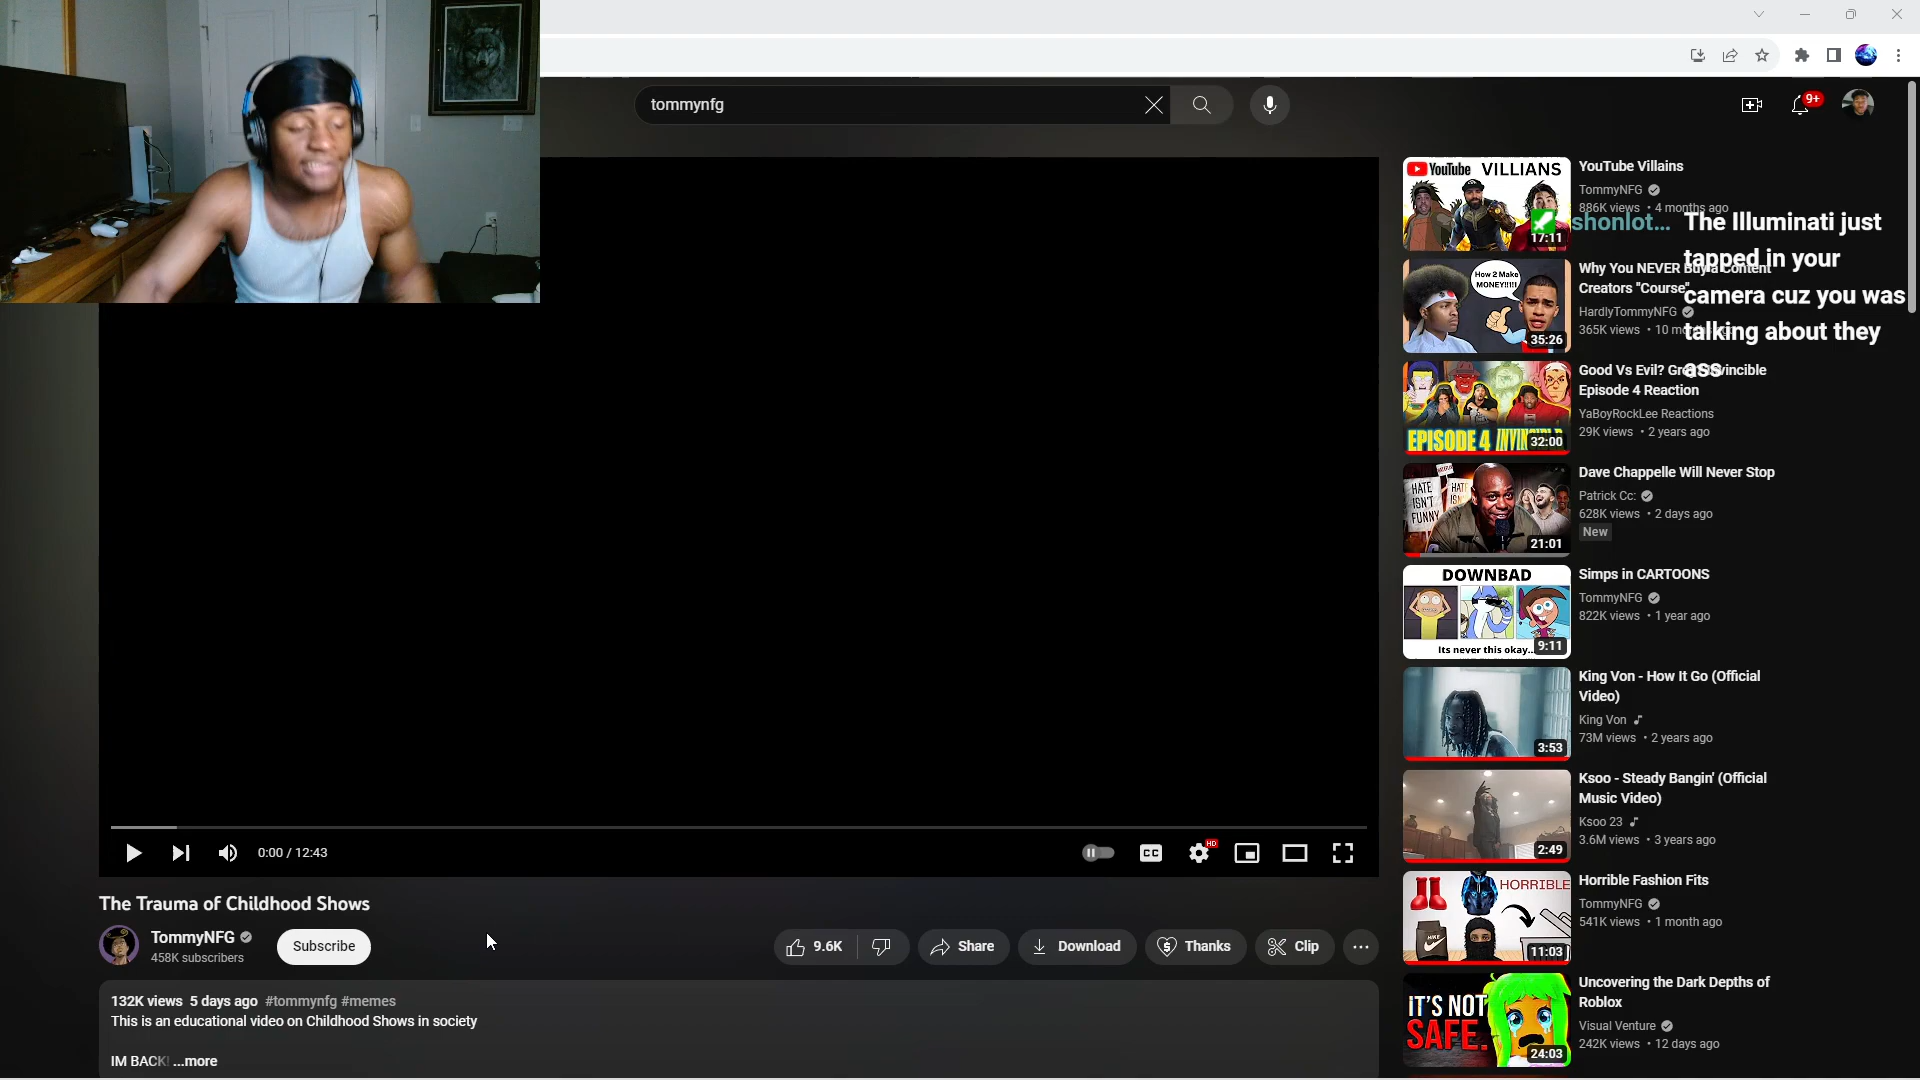 tommynfg
9+
YouTube VILLIANS
17:11
YouTube Villains
TommyNFG
886K views • 4 months ago
shonlot...
The Illuminati just
tapped in your
camera cuz you was
talking about they
ass
How 2 Make
MONEY!!!!!
35:26
Why You NEVER Buy a Content
Creators "Course"
HardlyTommyNFG
365K views • 10
EPISODE 4
32:00
Good Vs Evil?
Episode 4 Reaction
YaBoyRockLee Reactions
29K views • 2 years ago
HATE
ISN'T
FUNNY
21:01
Dave Chappelle Will Never Stop
Patrick Cc:
628K views • 2 days ago
New
DOWNBAD
Its never this okay...
9:11
Simps in CARTOONS
TommyNFG
822K views • 1 year ago
3:53
King Von - How It Go (Official
Video)
King Von
73M views • 2 years ago
2:49
Ksoo - Steady Bangin' (Official
Music Video)
Ksoo 23
3.6M views • 3 years ago
HORRIBLE
NIKE
11:03
Horrible Fashion Fits
TommyNFG
541K views • 1 month ago
IT'S NOT
SAFE.
24:03
Uncovering the Dark Depths of
Roblox
Visual Venture
242K views • 12 days ago
0:00 / 12:43
CC
HD
The Trauma of Childhood Shows
TommyNFG
458K subscribers
Subscribe
9.6K
Share
Download
Thanks
Clip
132K views 5 days ago #tommynfg #memes
This is an educational video on Childhood Shows in society
IM BACK! ...more